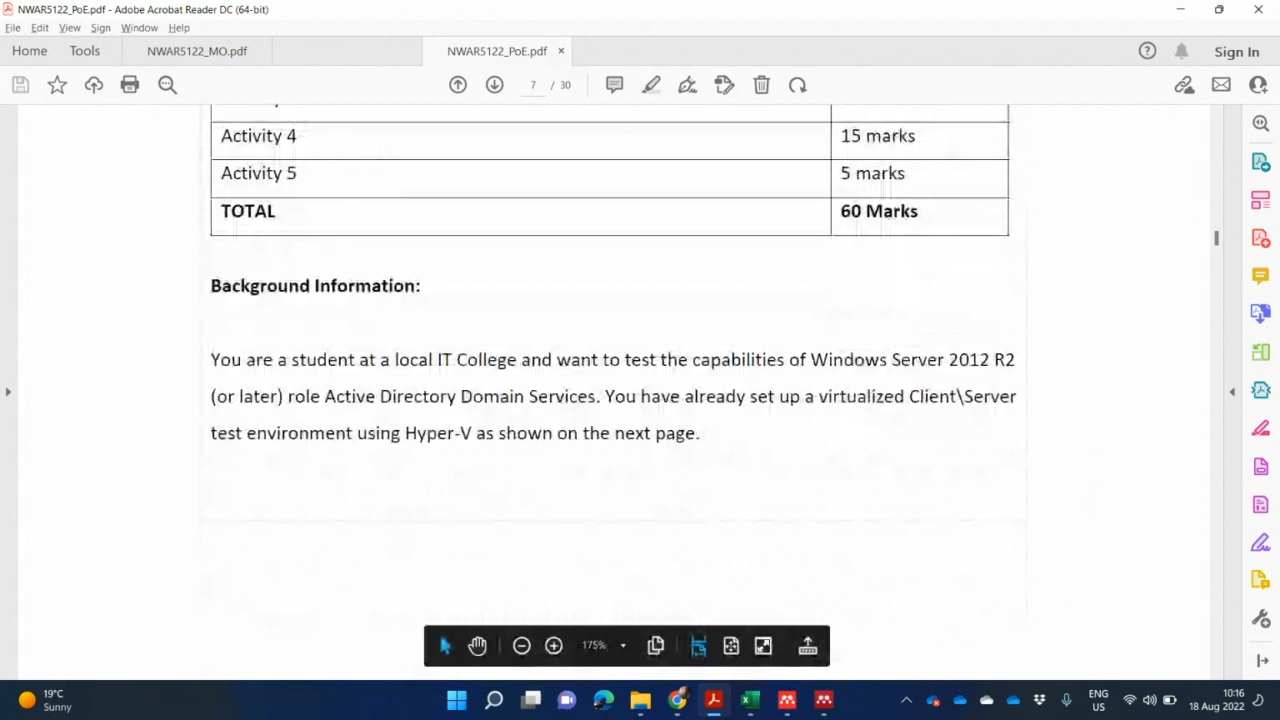 NWAR5122_PoE.pdf - Adobe Acrobat Reader DC (64-bit)
File Edit View Sign Window Help
Home Tools NWAR5122_MO.pdf NWAR5122_PoE.pdf × Sign In
7 / 30
Activity 4 15 marks
Activity 5 5 marks
TOTAL 60 Marks
Background Information:
You are a student at a local IT College and want to test the capabilities of Windows Server 2012 R2
(or later) role Active Directory Domain Services. You have already set up a virtualized Client\Server
test environment using Hyper-V as shown on the next page.
175%
19°C
Sunny
ENG
US
10:16
18 Aug 2022